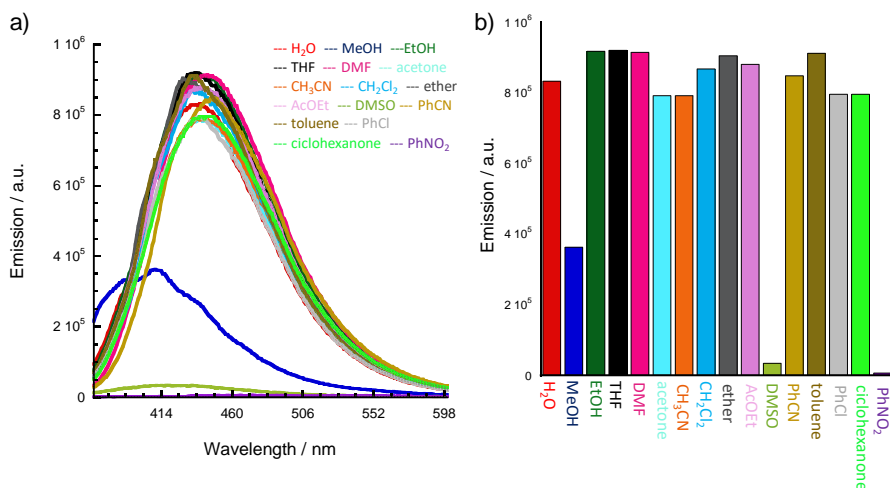 a)
1 10⁶
8 10⁵
6 10⁵
4 10⁵
2 10⁵
0
Emission / a.u.
--- H₂O --- MeOH ---EtOH
--- THF --- DMF --- acetone
--- CH₃CN --- CH₂Cl₂ --- ether
--- AcOEt --- DMSO --- PhCN
--- toluene --- PhCl
--- ciclohexanone --- PhNO₂
414 460 506 552 598
Wavelength / nm
b)
1 10⁶
8 10⁵
6 10⁵
4 10⁵
2 10⁵
0
Emission / a.u.
H₂O
MeOH
EtOH
THF
DMF
acetone
CH₃CN
CH₂Cl₂
ether
AcOEt
DMSO
PhCN
toluene
PhCl
ciclohexanone
PhNO₂